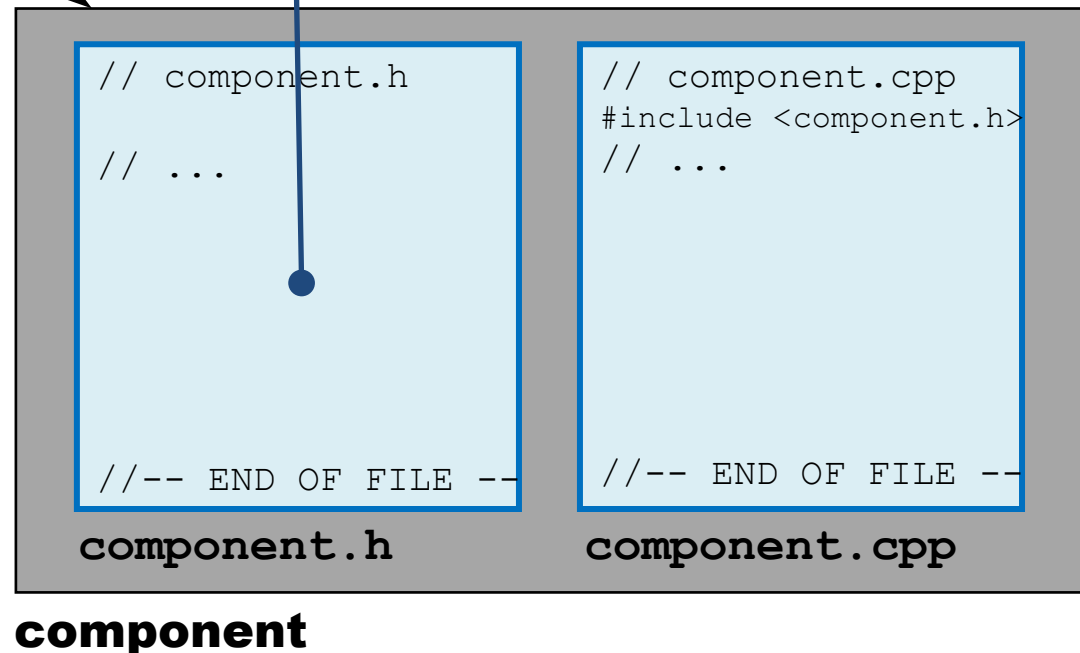 // component.h
// ...
//-- END OF FILE --
component.h
// component.cpp
#include <component.h>
// ...
//-- END OF FILE --
component.cpp
component